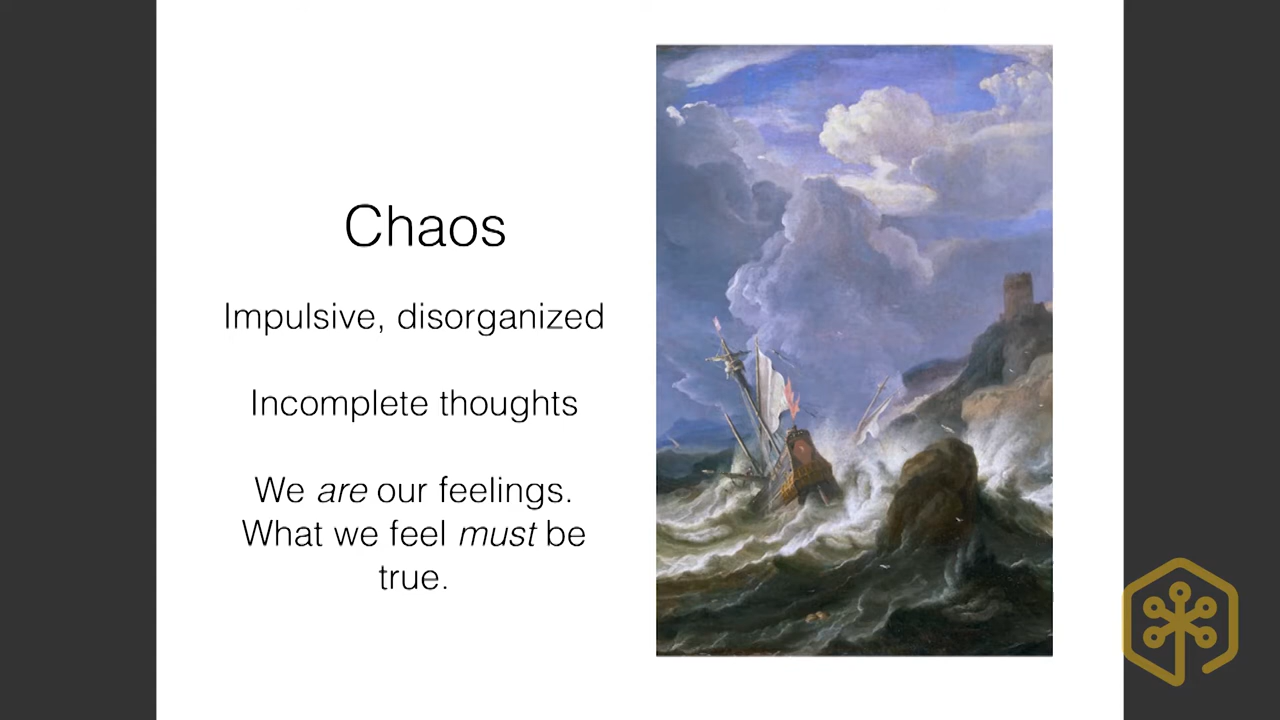 Chaos
Impulsive, disorganized
Incomplete thoughts
We are our feelings.
What we feel must be
true.